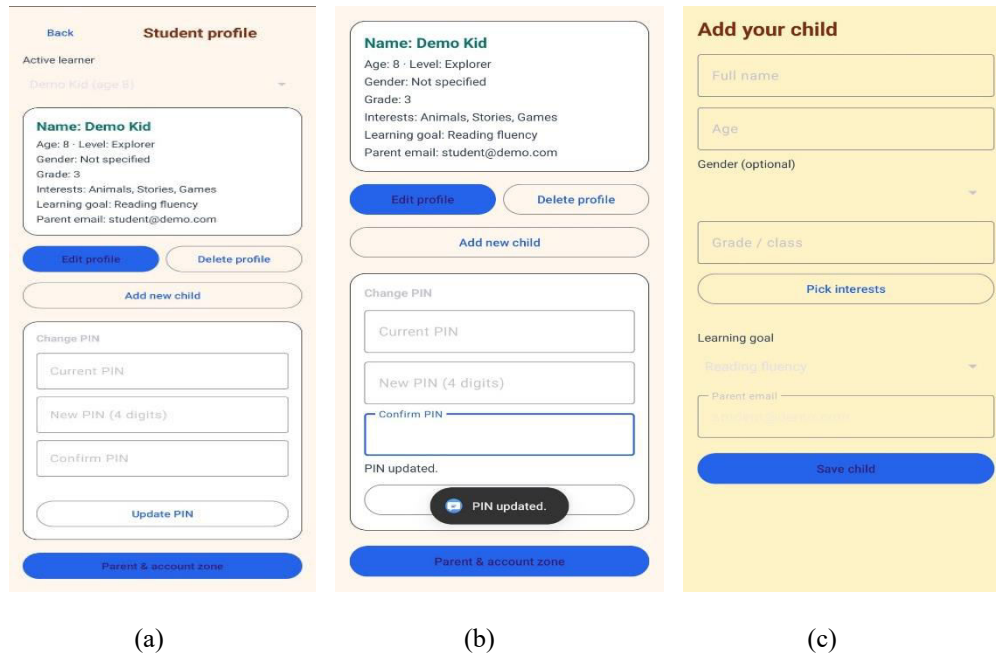 Back
Student profile
Active learner
Demo Kid (age 8)
Name: Demo Kid
Age: 8 · Level: Explorer
Gender: Not specified
Grade: 3
Interests: Animals, Stories, Games
Learning goal: Reading fluency
Parent email: student@demo.com
Edit profile
Delete profile
Add new child
Change PIN
Current PIN
New PIN (4 digits)
Confirm PIN
Update PIN
Parent & account zone
(a)
Name: Demo Kid
Age: 8 · Level: Explorer
Gender: Not specified
Grade: 3
Interests: Animals, Stories, Games
Learning goal: Reading fluency
Parent email: student@demo.com
Edit profile
Delete profile
Add new child
Change PIN
Current PIN
New PIN (4 digits)
Confirm PIN
PIN updated.
PIN updated.
Parent & account zone
(b)
Add your child
Full name
Age
Gender (optional)
Grade / class
Pick interests
Learning goal
Reading fluency
Parent email
Save child
(c)